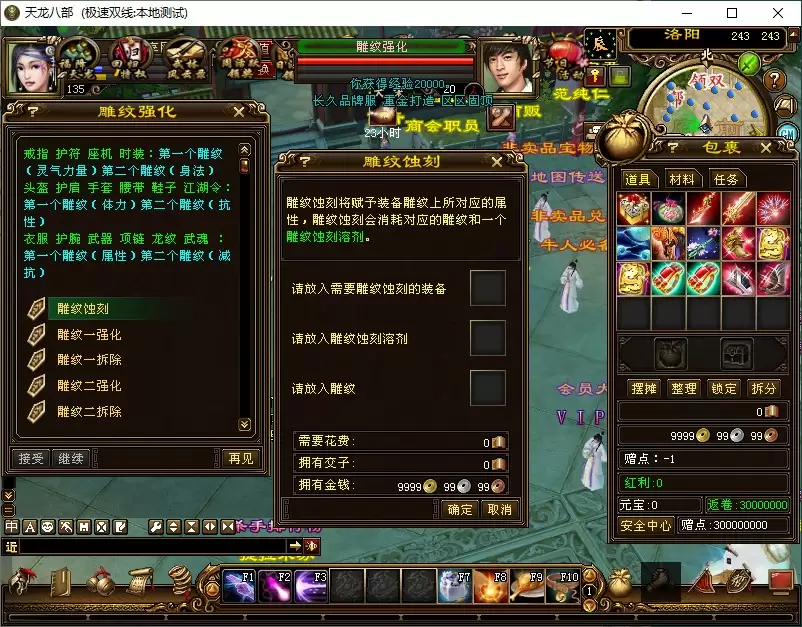 天龙八部 (极速双线:本地测试)
雕纹强化
135
20
你获得经验20000
长久品牌服 重金打造 区区固顶
23小时
商会职员
洛阳
243 243
北
范纯仁
非卖品宝物
地图传送
会员大
VIP
雕纹强化
戒指 护符 座机 时装:第一个雕纹
(灵气力量)第二个雕纹(身法)
头盔 护肩 手套 腰带 鞋子 江湖令:
第一个雕纹(体力)第二个雕纹(抗
性)
衣服 护腕 武器 项链 龙纹 武魂 :
第一个雕纹(属性)第二个雕纹(减
抗)
雕纹蚀刻
雕纹一强化
雕纹一拆除
雕纹二强化
雕纹二拆除
接受
继续
再见
雕纹蚀刻
雕纹蚀刻将赋予装备雕纹上所对应的属
性,雕纹蚀刻会消耗对应的雕纹和一个
雕纹蚀刻溶剂。
请放入需要雕纹蚀刻的装备
请放入雕纹蚀刻溶剂
请放入雕纹
需要花费: 0
拥有交子: 0
拥有金钱: 9999 99 99
确定
取消
包裹
道具
材料
任务
摆摊
整理
锁定
拆分
0
9999 99 99
赠点:-1
红利:0
元宝:0
返卷:30000000
安全中心
赠点:300000000
近
F1
F2
F3
F7
F8
F9
F10
1